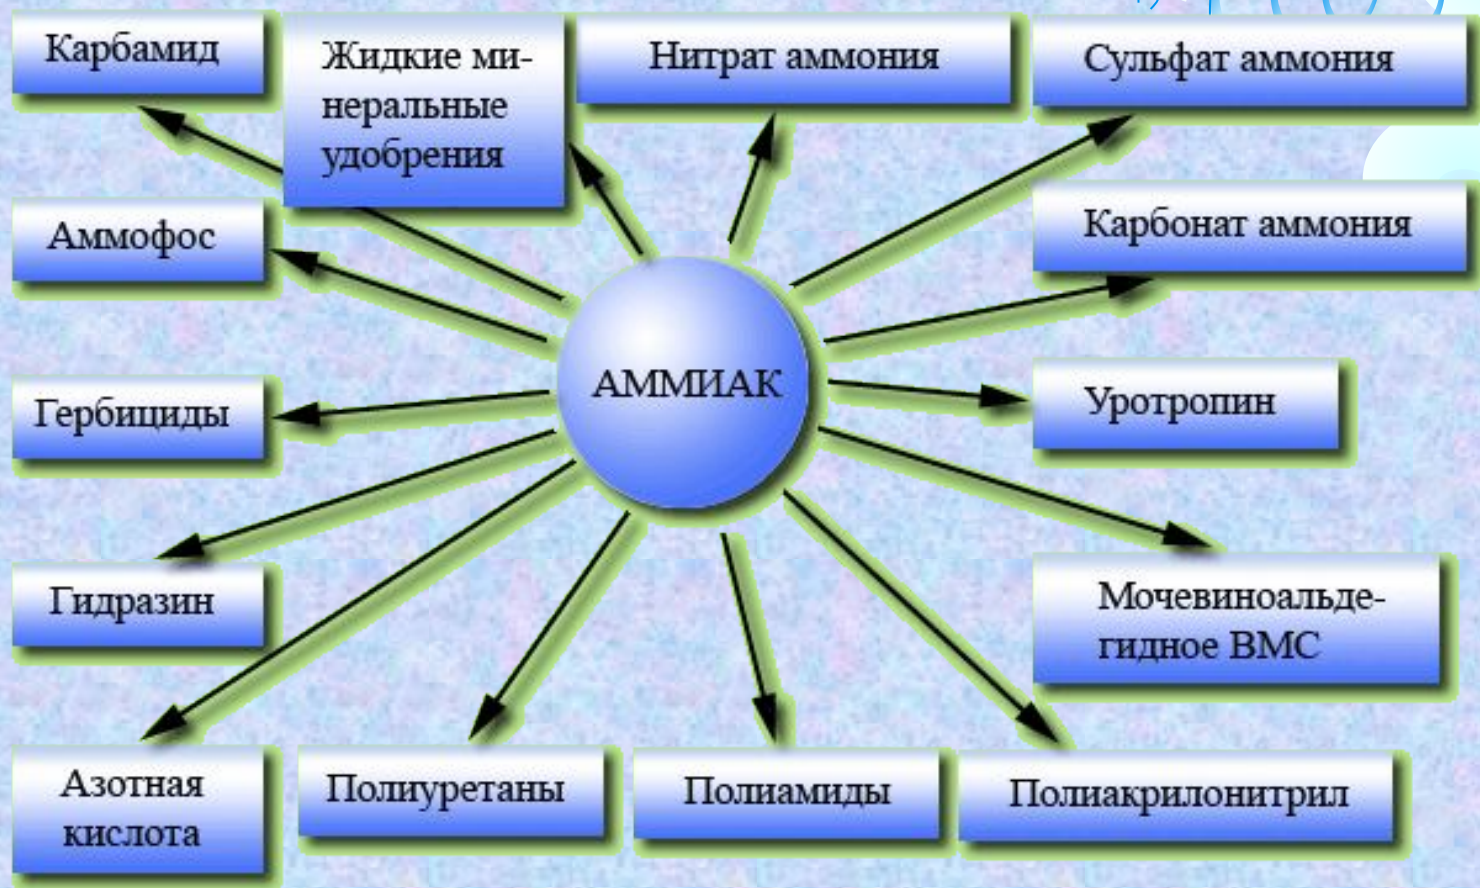 Карбамид
Жидкие ми-
неральные
удобрения
Нитрат аммония
Сульфат аммония
Аммофос
Карбонат аммония
АММИАК
Гербициды
Уротропин
Гидразин
Мочевиноальде-
гидное ВМС
Азотная
кислота
Полиуретаны
Полиамиды
Полиакрилонитрил